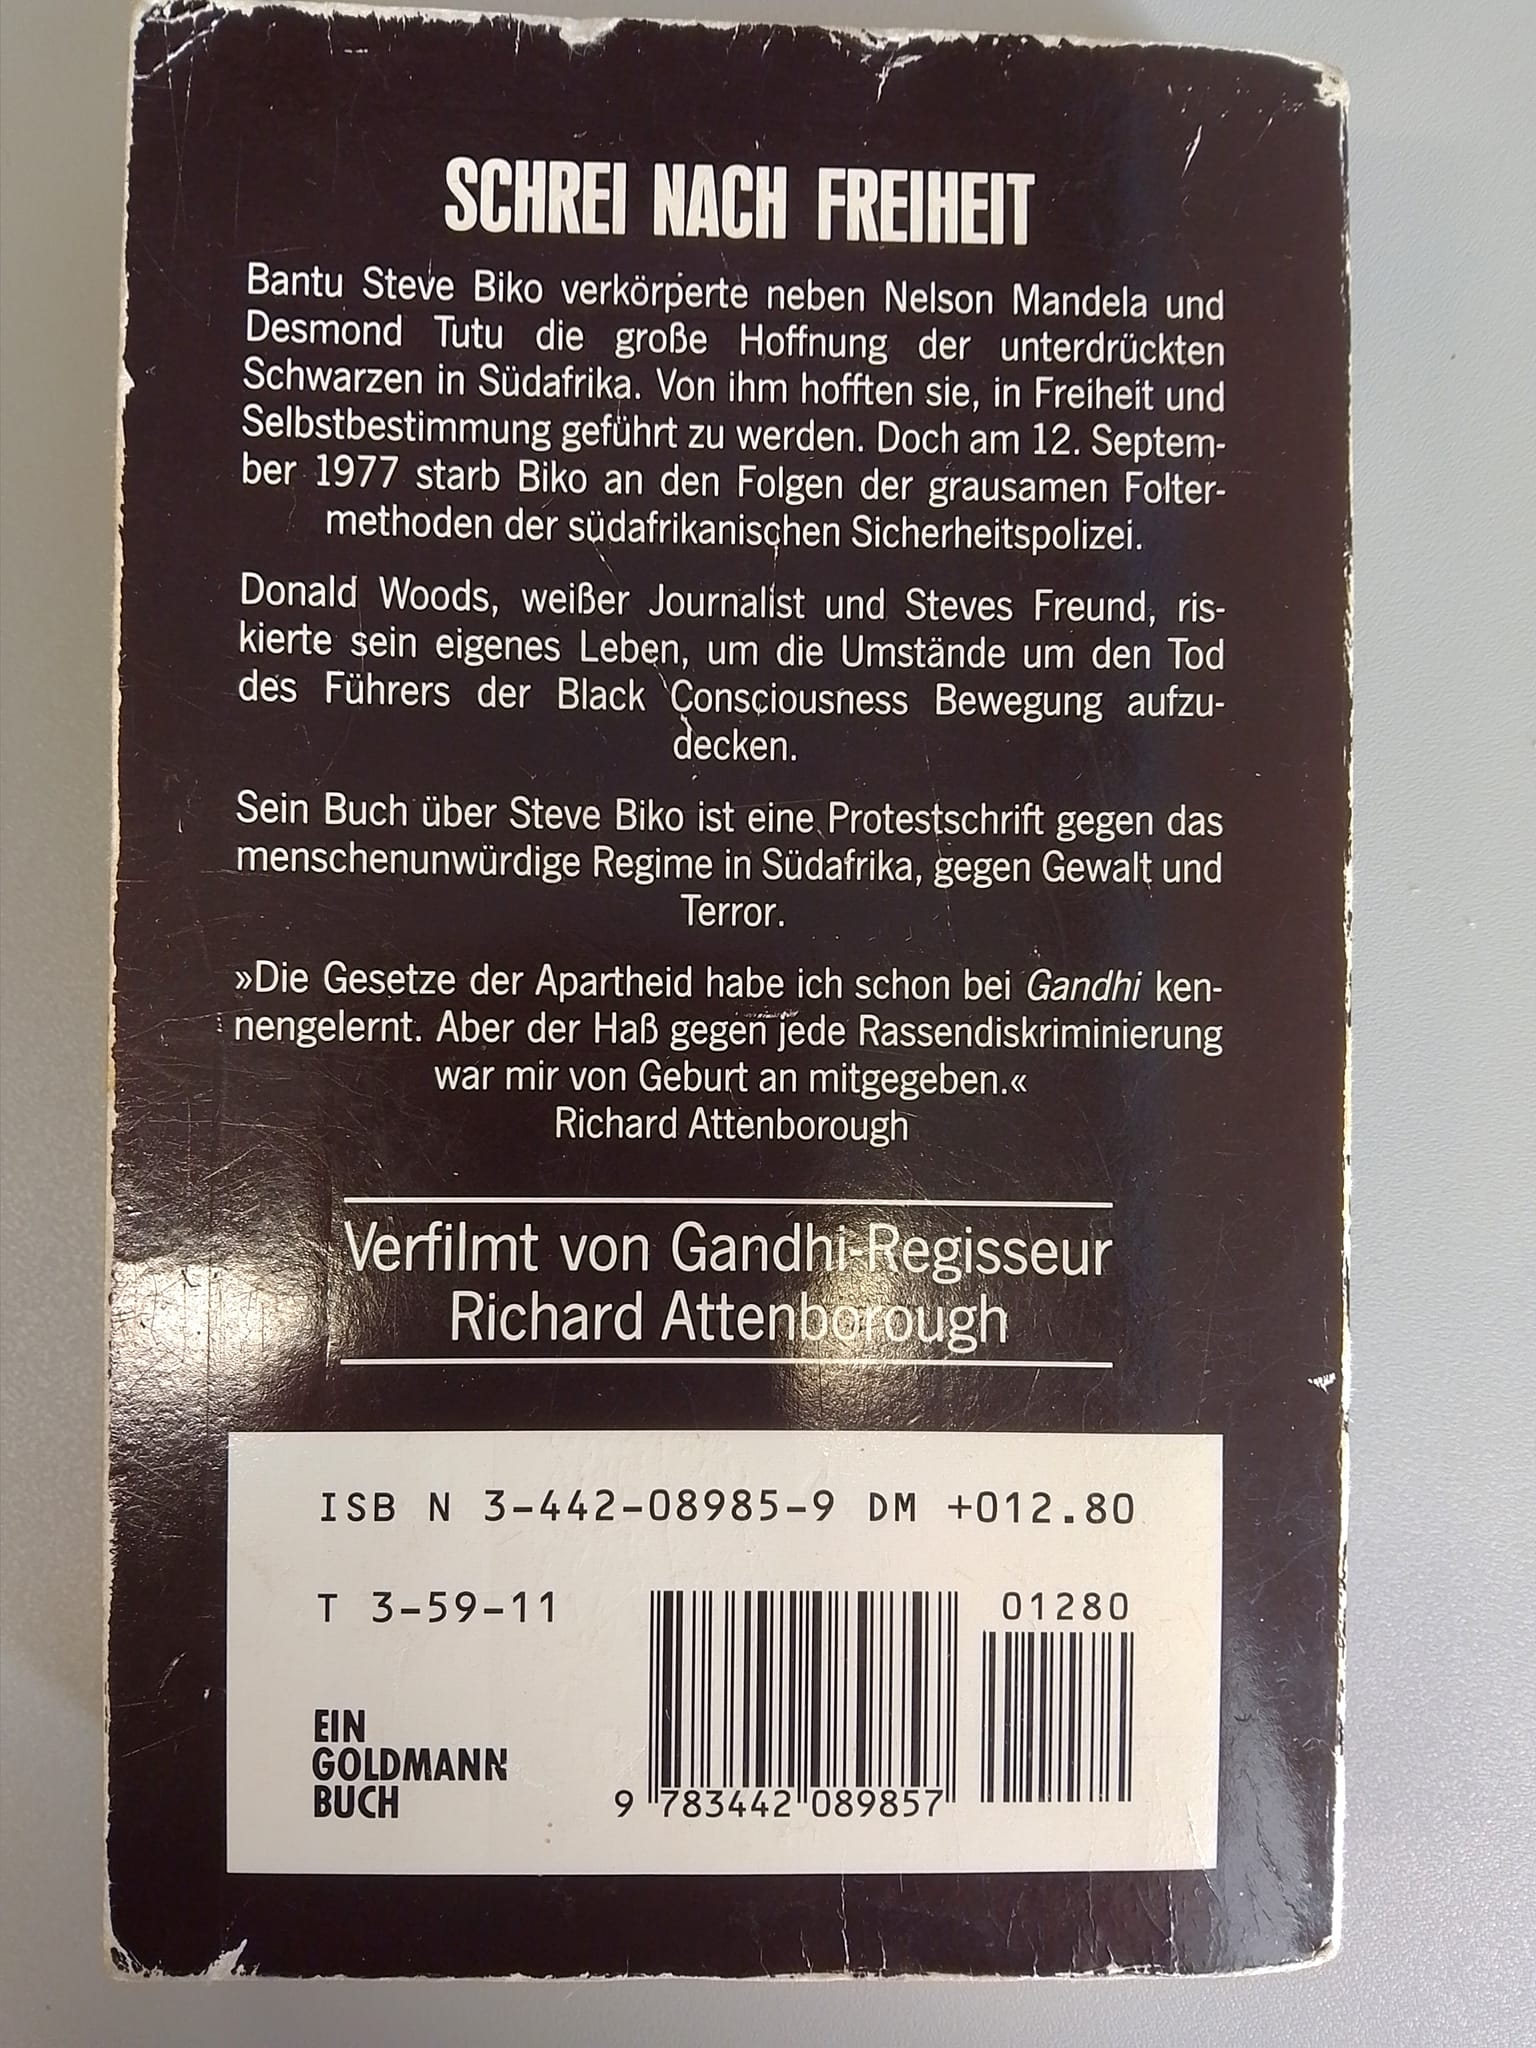 SCHREI NACH FREIHEIT
Bantu Steve Biko verkörperte neben Nelson Mandela und
Desmond Tutu die große Hoffnung der unterdrückten
Schwarzen in Südafrika. Von ihm hofften sie, in Freiheit und
Selbstbestimmung geführt zu werden. Doch am 12. Septem-
ber 1977 starb Biko an den Folgen der grausamen Folter-
methoden der südafrikanischen Sicherheitspolizei.
Donald Woods, weißer Journalist und Steves Freund, ris-
kierte sein eigenes Leben, um die Umstände um den Tod
des Führers der Black Consciousness Bewegung aufzu-
decken.
Sein Buch über Steve Biko ist eine Protestschrift gegen das
menschenunwürdige Regime in Südafrika, gegen Gewalt und
Terror.
»Die Gesetze der Apartheid habe ich schon bei Gandhi ken-
nengelernt. Aber der Haß gegen jede Rassendiskriminierung
war mir von Geburt an mitgegeben.«
Richard Attenborough
Verfilmt von Gandhi-Regisseur
Richard Attenborough
ISB N 3-442-08985-9 DM +012.80
T 3-59-11
01280
EIN
GOLDMANN
BUCH
9 783442 089857